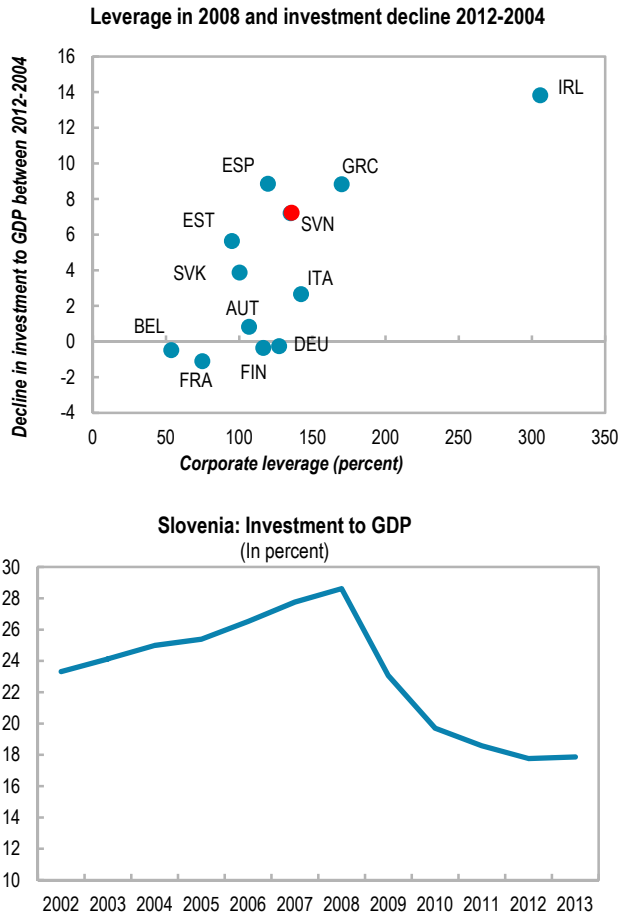 Leverage in 2008 and investment decline 2012-2004
Decline in investment to GDP between 2012-2004
16
14
12
10
8
6
4
2
0
-2
-4
IRL
ESP
GRC
EST
SVN
SVK
ITA
AUT
BEL
DEU
FRA
FIN
0 50 100 150 200 250 300 350
Corporate leverage (percent)
Slovenia: Investment to GDP
(In percent)
30
28
26
24
22
20
18
16
14
12
10
2002 2003 2004 2005 2006 2007 2008 2009 2010 2011 2012 2013